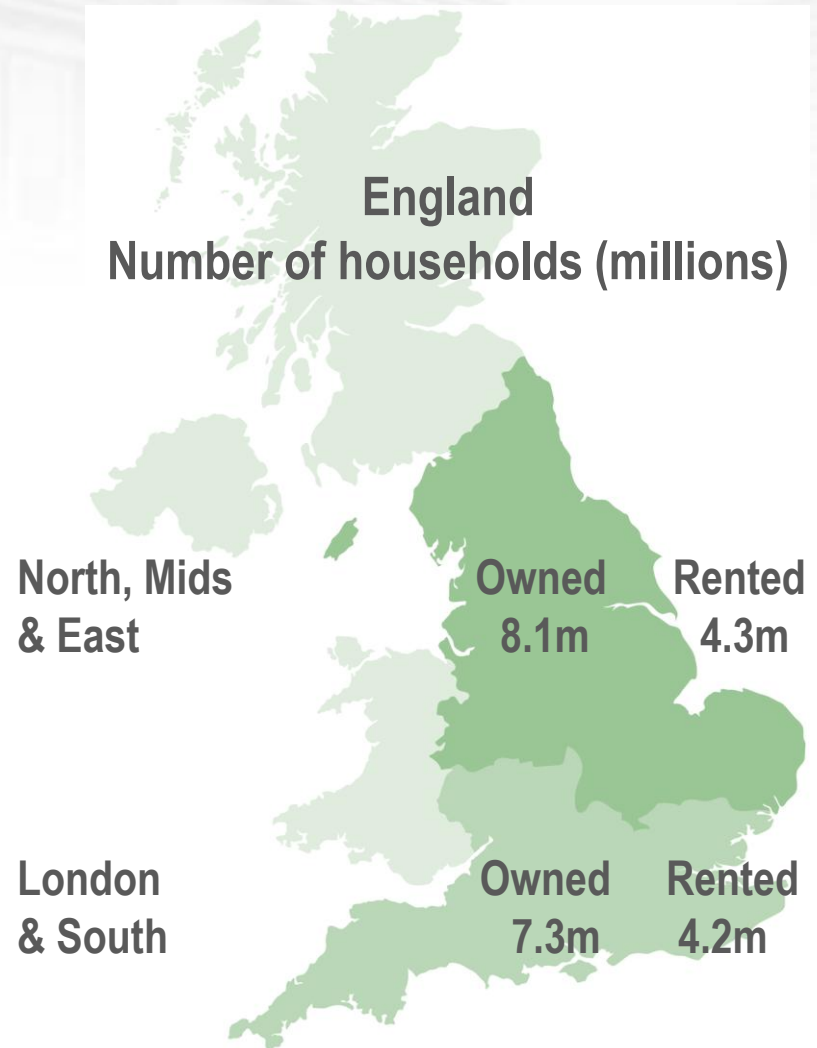 England
Number of households (millions)
North, Mids
& East
Owned Rented
8.1m 4.3m
London
& South
Owned Rented
7.3m 4.2m